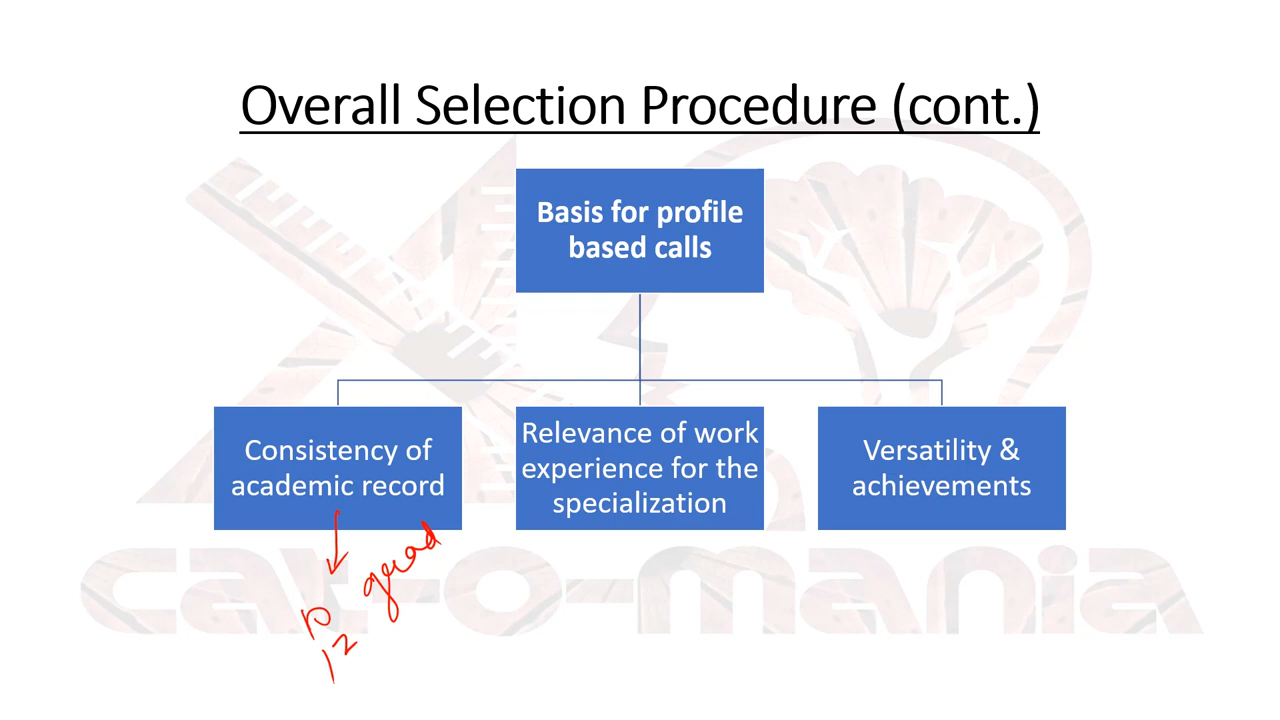 Overall Selection Procedure (cont.)
Basis for profile
based calls
Consistency of
academic record
Relevance of work
experience for the
specialization
Versatility &
achievements
10
12
grad
cat-o-mania